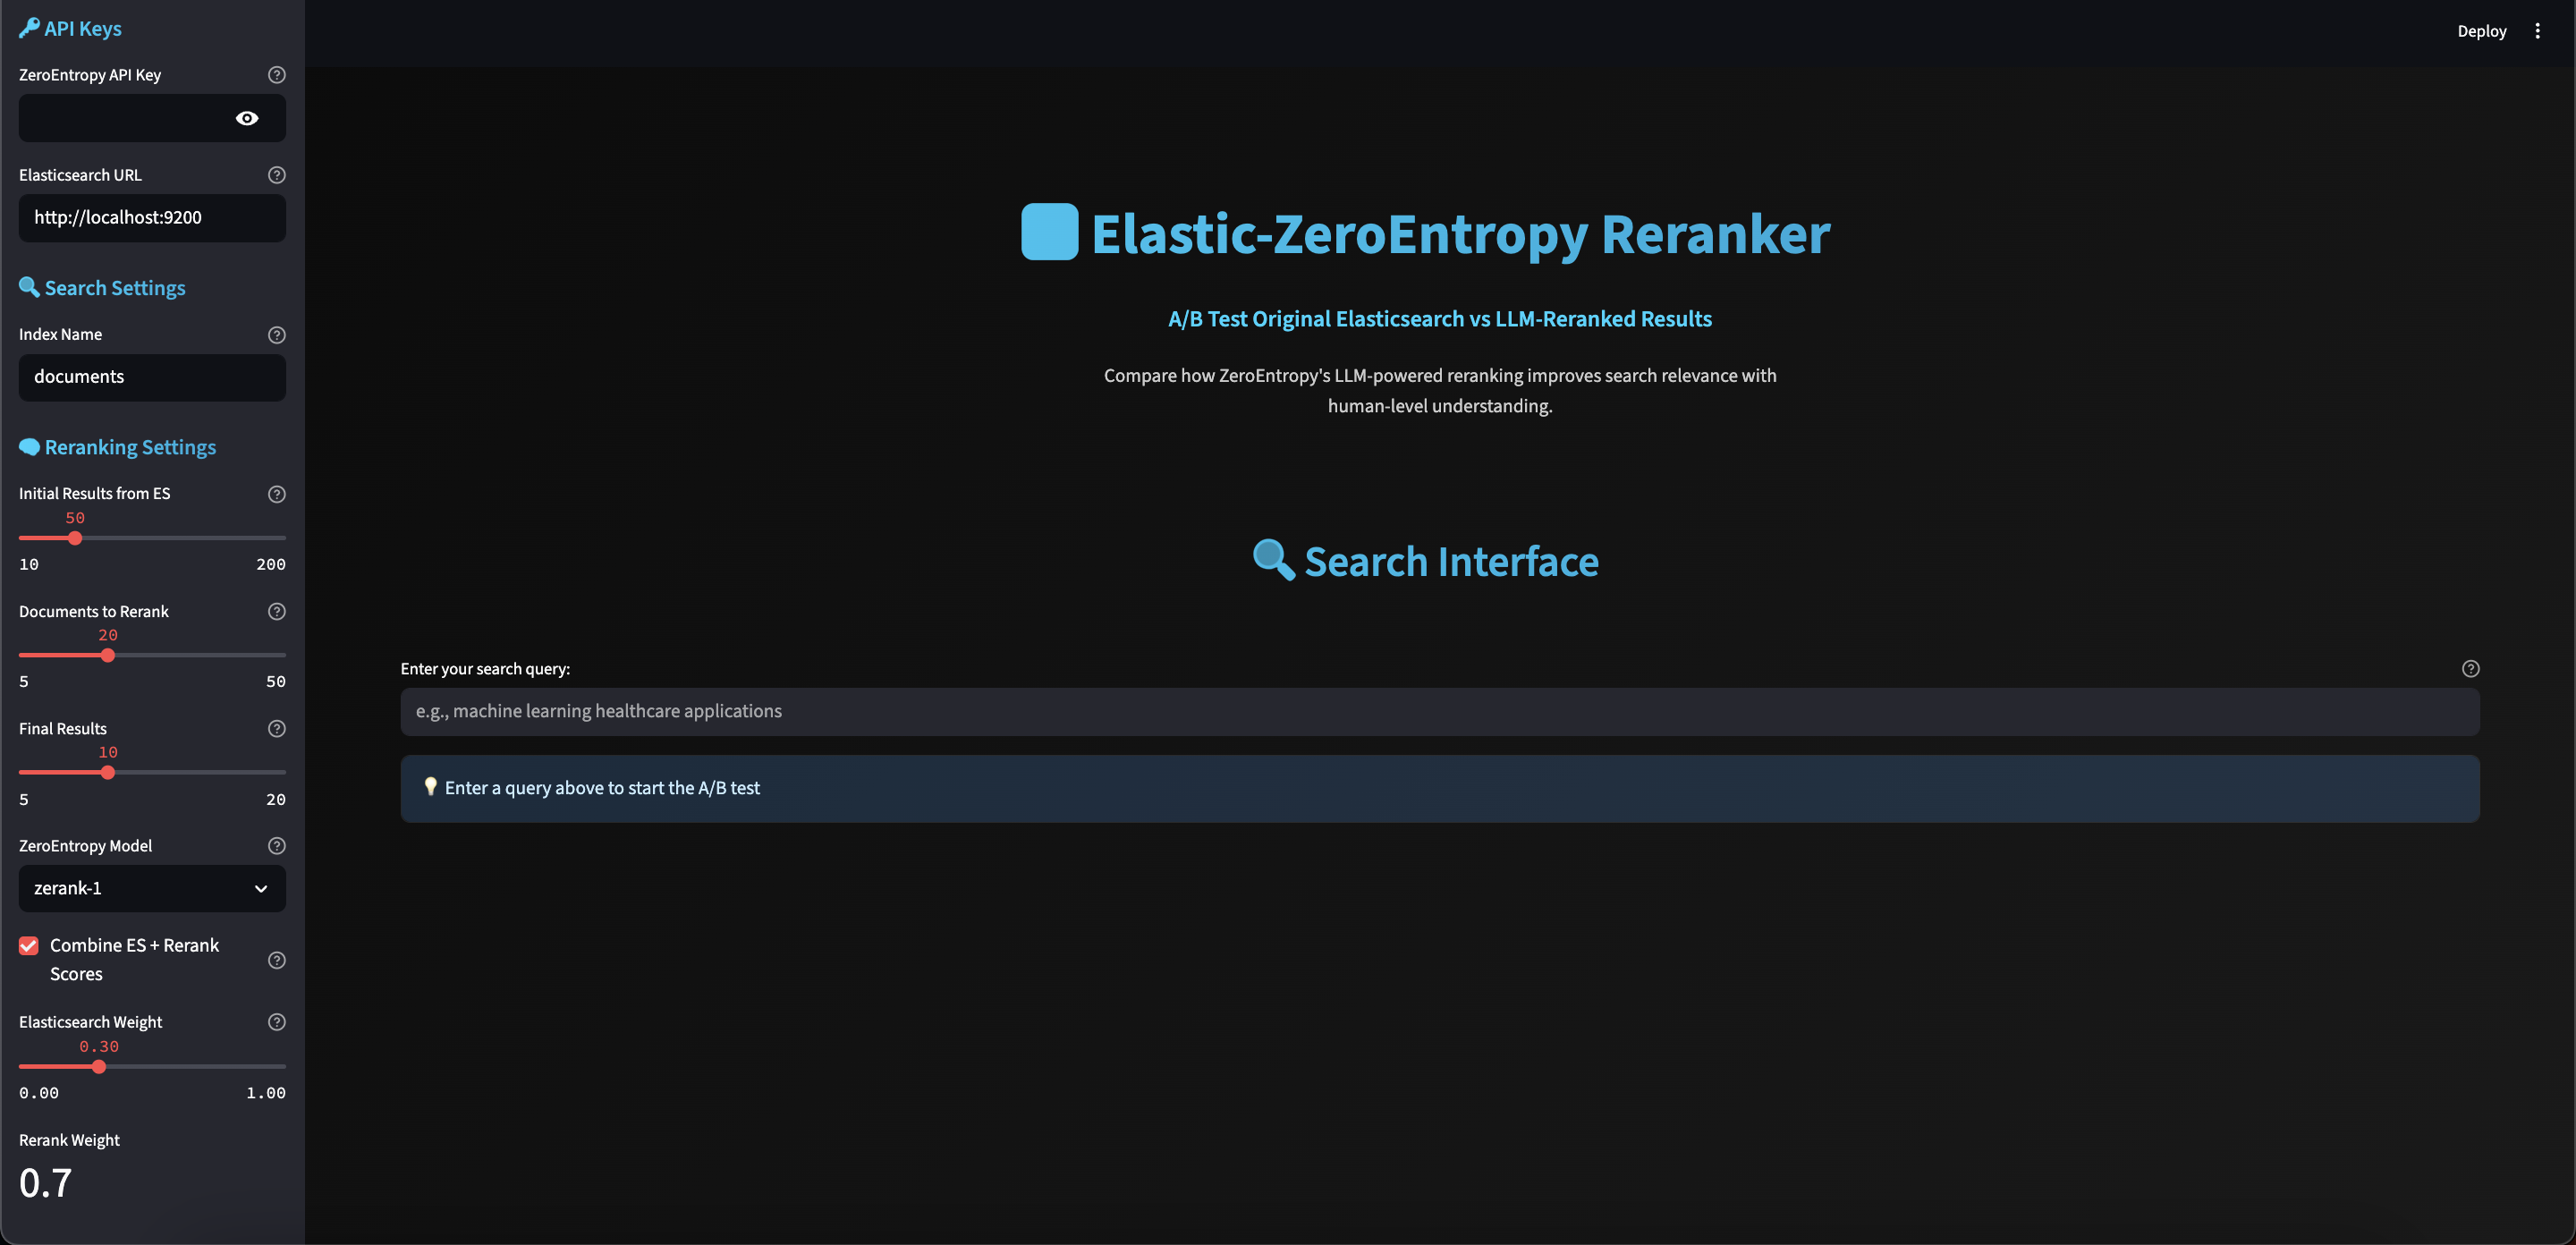 API Keys
ZeroEntropy API Key
Elasticsearch URL
http://localhost:9200
Search Settings
Index Name
documents
Reranking Settings
Initial Results from ES
50
10 200
Documents to Rerank
20
5 50
Final Results
10
5 20
ZeroEntropy Model
zerank-1
Combine ES + Rerank
Scores
Elasticsearch Weight
0.30
0.00 1.00
Rerank Weight
0.7
Deploy
Elastic-ZeroEntropy Reranker
A/B Test Original Elasticsearch vs LLM-Reranked Results
Compare how ZeroEntropy's LLM-powered reranking improves search relevance with
human-level understanding.
Search Interface
Enter your search query:
e.g., machine learning healthcare applications
Enter a query above to start the A/B test